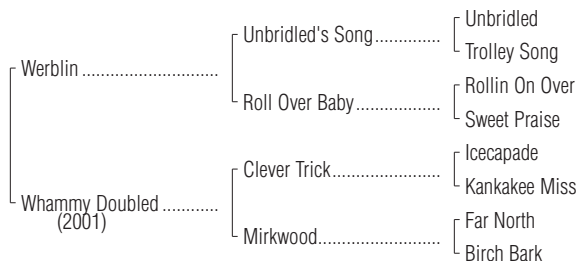 Unbridled
Unbridled's Song..............
Trolley Song
Werblin .............................
Rollin On Over
Roll Over Baby..................
Sweet Praise
Icecapade
Clever Trick.......................
Kankakee Miss
Whammy Doubled ............
(2001)
Far North
Mirkwood..........................
Birch Bark